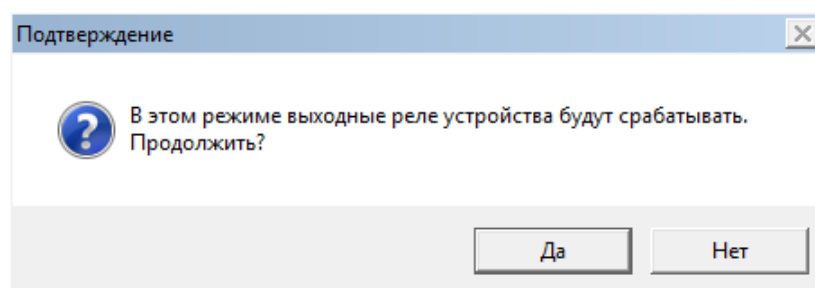 Подтверждение
В этом режиме выходные реле устройства будут срабатывать.
Продолжить?
Да
Нет